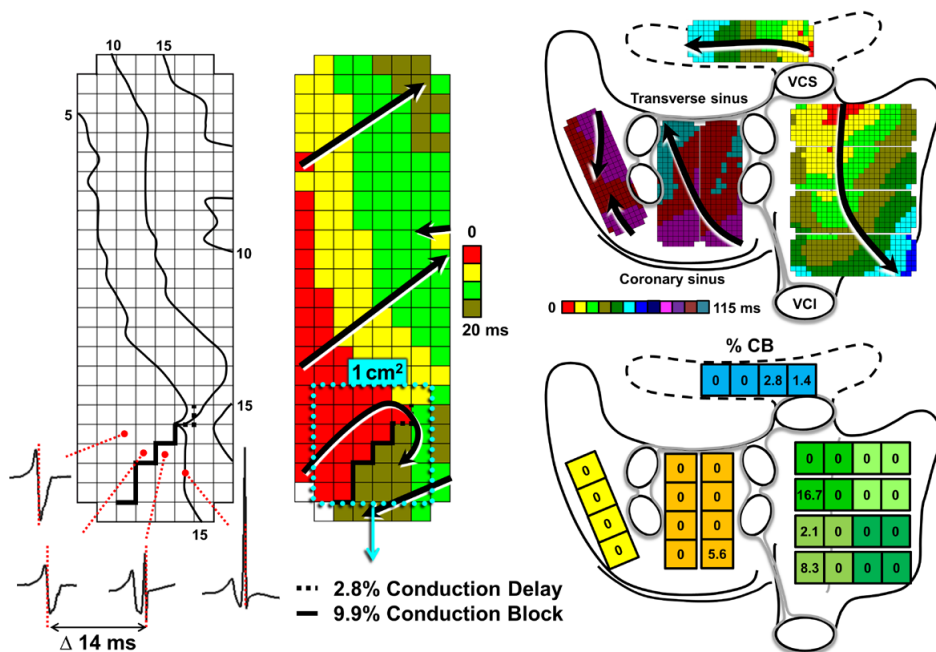 10 15
5
10
15
15
Δ 14 ms
0
20 ms
1 cm²
2.8% Conduction Delay
9.9% Conduction Block
VCS
Transverse sinus
Coronary sinus
0 115 ms
VCI
% CB
0 0 2.8 1.4
0
0
0
0
0 0
0 0
0 0
0 5.6
0 0 0 0
16.7 0 0 0
2.1 0 0 0
8.3 0 0 0